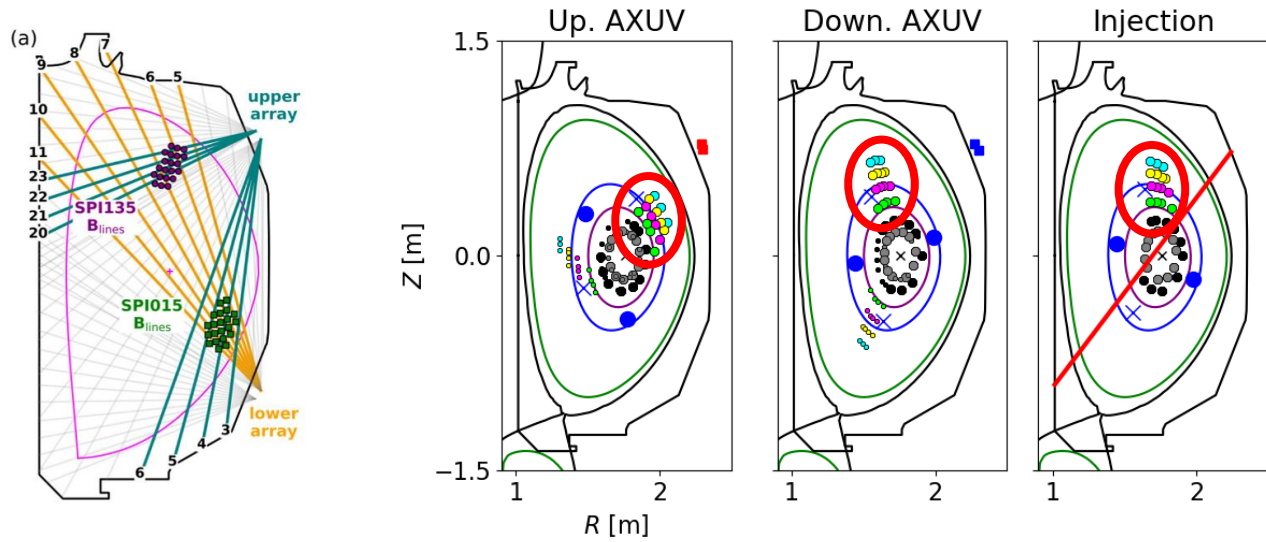 (a)
7
8
9
6
5
10
11
23
22
21
20
upper
array
SPI135
B lines
SPI015
B lines
lower
array
3
4
5
6
Up. AXUV
Down. AXUV
Injection
1.5
0.0
−1.5
Z [m]
1
2
1
2
1
2
R [m]